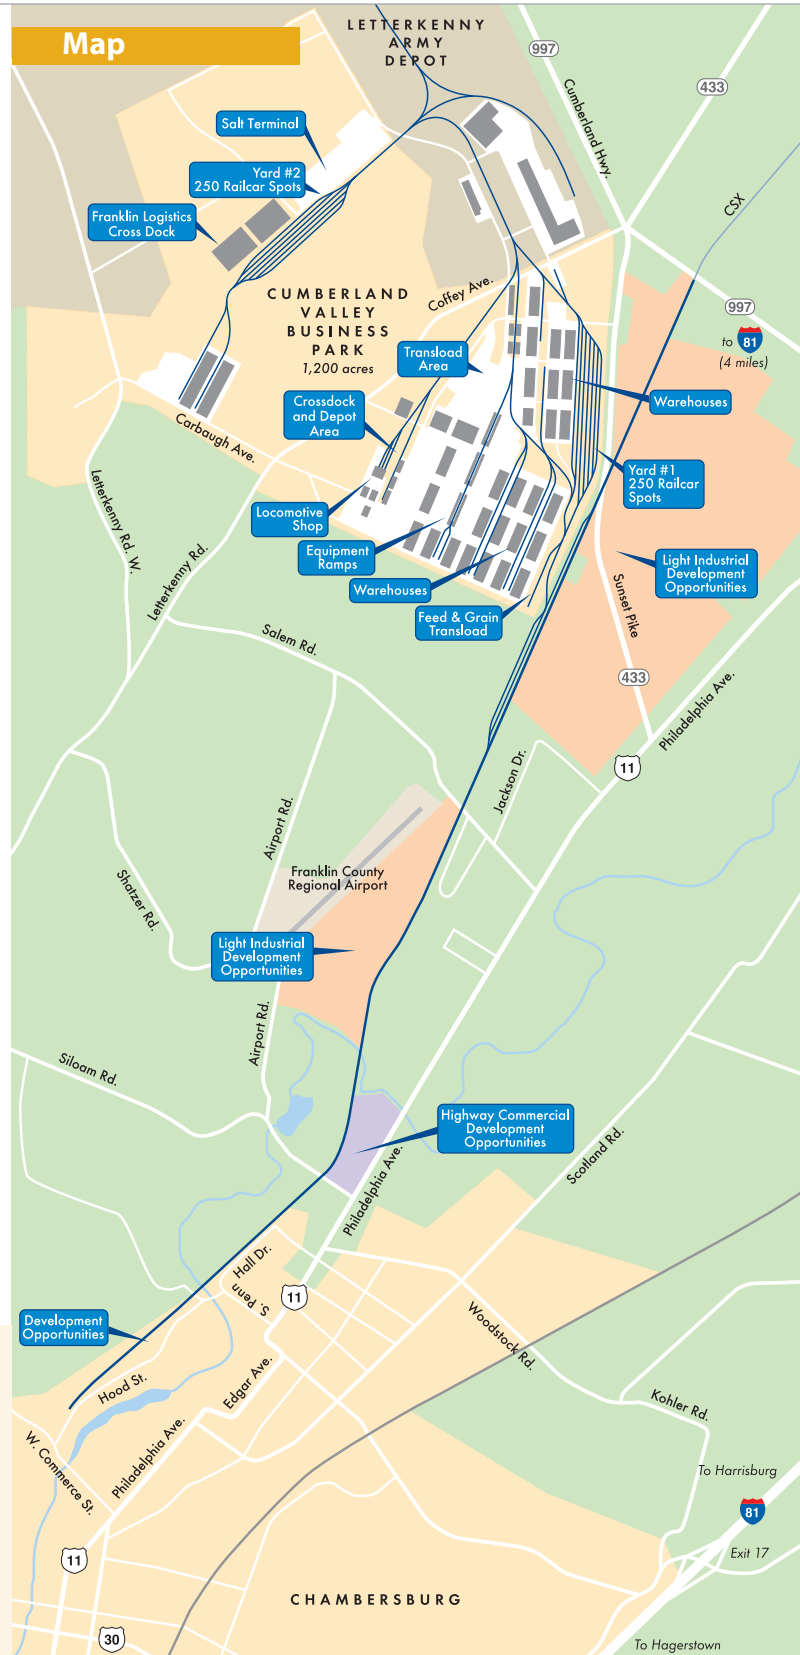 Map
LETTERKENNY
ARMY
DEPOT
997
433
Cumberland Hwy.
Salt Terminal
Yard #2
250 Railcar Spots
Franklin Logistics
Cross Dock
CSX
CUMBERLAND
VALLEY
BUSINESS
PARK
1,200 acres
Coffey Ave.
997
to 81
(4 miles)
Transload
Area
Crossdock
and Depot
Area
Warehouses
Carbaugh Ave.
Yard #1
250 Railcar
Spots
Letterkenny Rd. W.
Locomotive
Shop
Equipment
Ramps
Warehouses
Feed & Grain
Transload
Light Industrial
Development
Opportunities
Letterkenny Rd.
Sunset Pike
Salem Rd.
433
Philadelphia Ave.
11
Jackson Dr.
Airport Rd.
Franklin County
Regional Airport
Shatzer Rd.
Light Industrial
Development
Opportunities
Airport Rd.
Siloam Rd.
Highway Commercial
Development
Opportunities
Scotland Rd.
Philadelphia Ave.
Hall Dr.
S. Penn
11
Development
Opportunities
Woodstock Rd.
Hood St.
Edgar Ave.
Kohler Rd.
Philadelphia Ave.
W. Commerce St.
To Harrisburg
81
Exit 17
11
CHAMBERSBURG
30
To Hagerstown